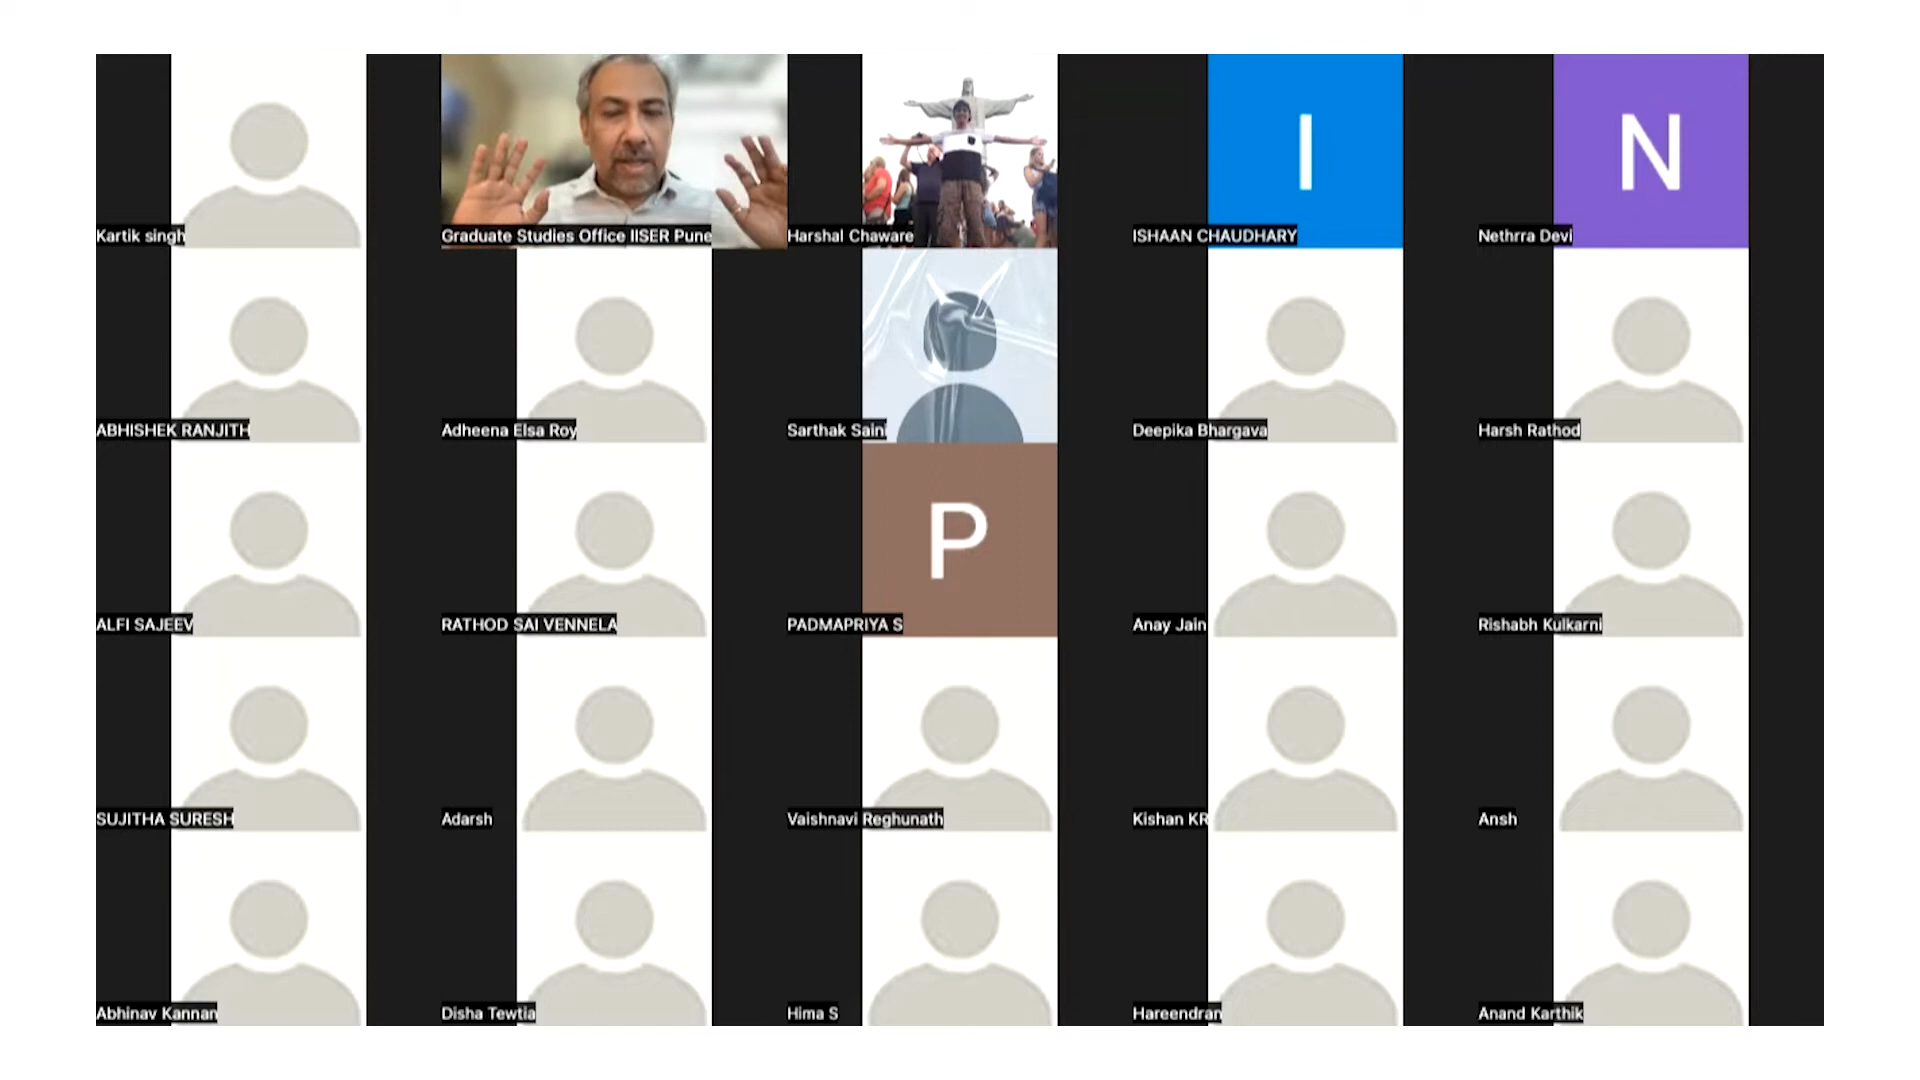 I
N
Kartik singh
Graduate Studies Office IISER Pune
Harshal Chaware
ISHAAN CHAUDHARY
Nethrra Devi
ABHISHEK RANJITH
Adheena Elsa Roy
Sarthak Saini
Deepika Bhargava
Harsh Rathod
P
ALFI SAJEEV
RATHOD SAI VENNELA
PADMAPRIYA S
Anay Jain
Rishabh Kulkarni
SUJITHA SURESH
Adarsh
Vaishnavi Reghunath
Kishan KR
Ansh
Abhinav Kannan
Disha Tewtia
Hima S
Hareendran
Anand Karthik